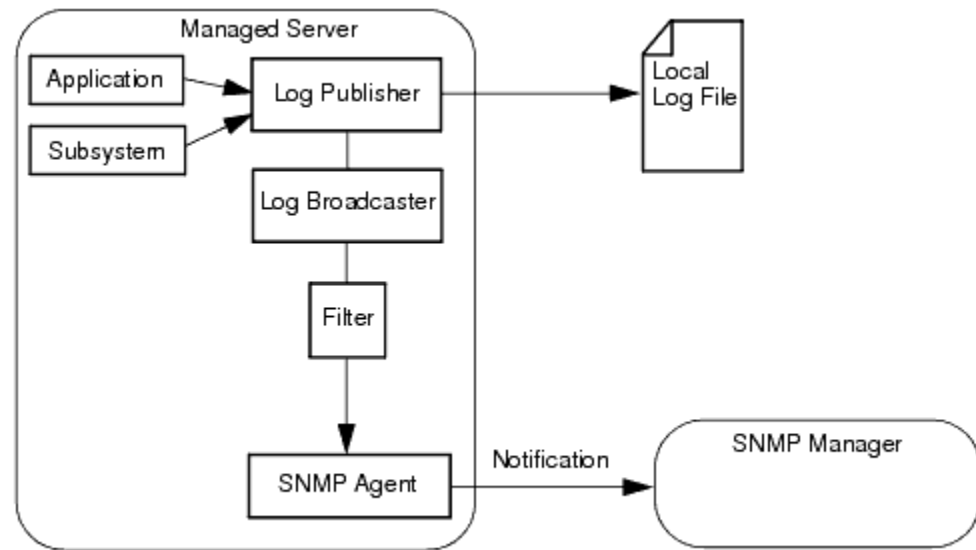 Managed Server
Application
Log Publisher
Local
Log File
Subsystem
Log Broadcaster
Filter
SNMP Agent
Notification
SNMP Manager